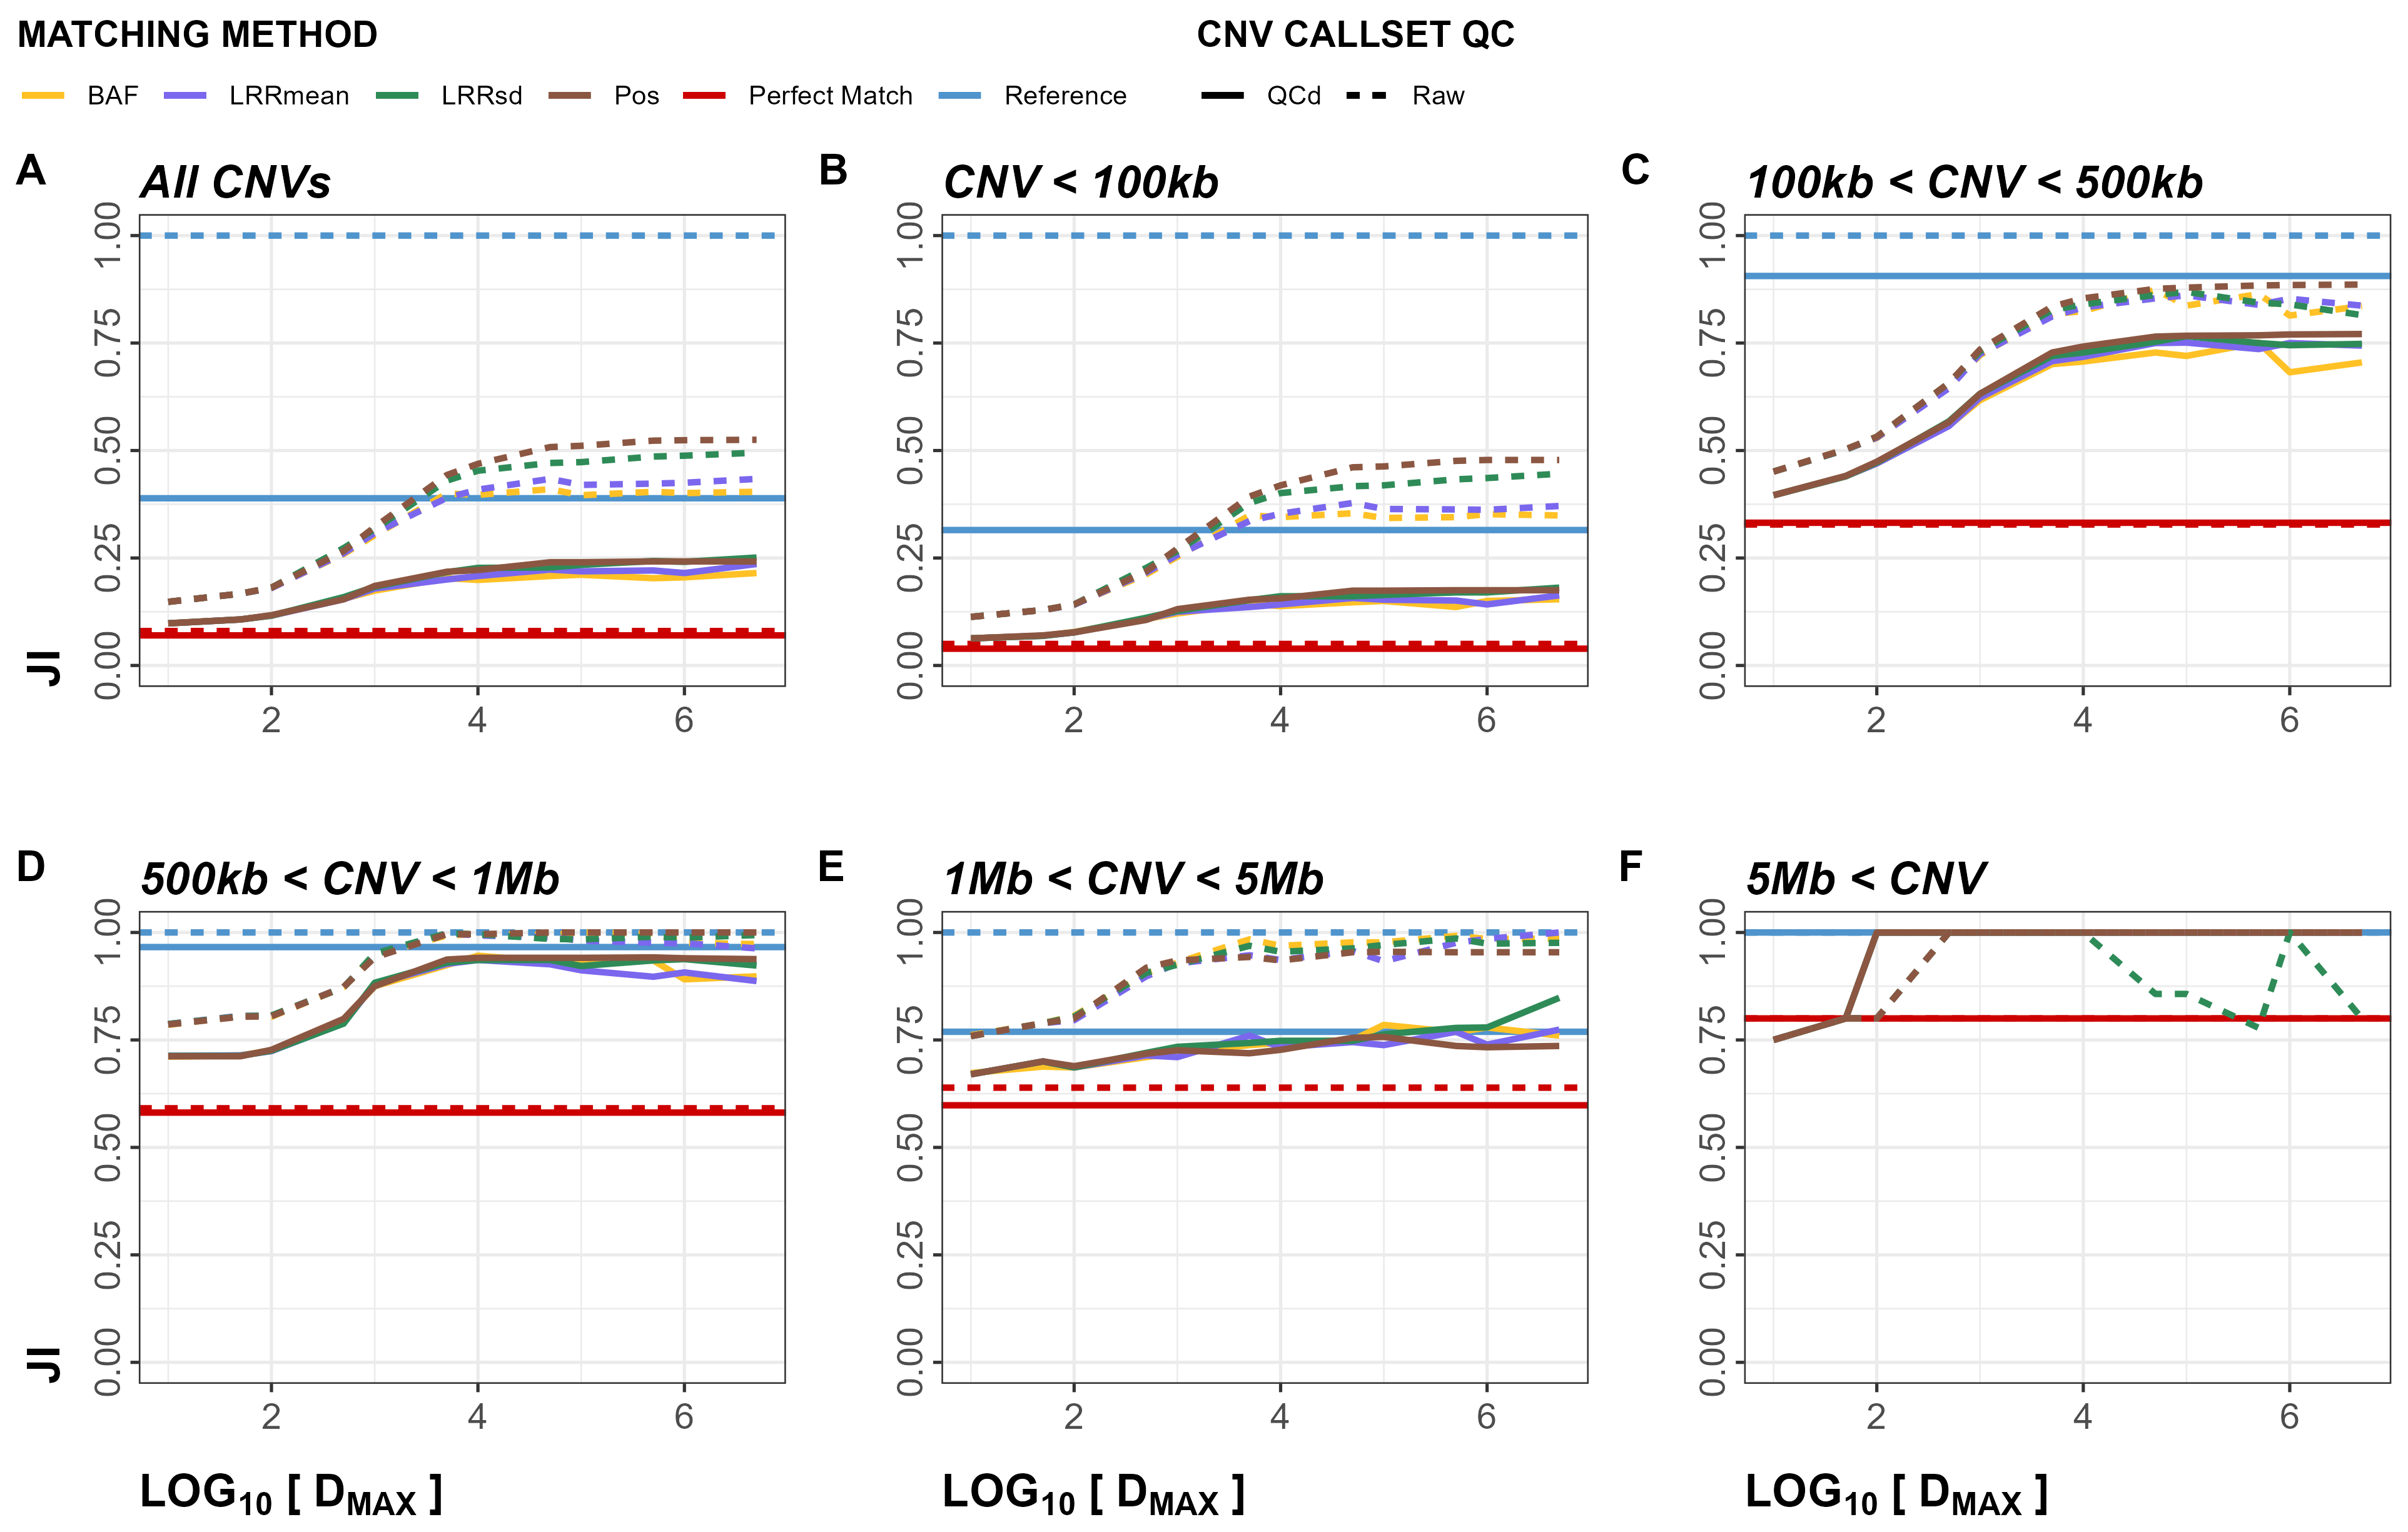 MATCHING METHOD CNV CALLSET QC
BAF LRRmean LRRsd Pos Perfect Match Reference QCd Raw
A All CNVs B CNV < 100kb C 100kb < CNV < 500kb
1.00 1.00 1.00
0.75 0.75 0.75
0.50 0.50 0.50
0.25 0.25 0.25
0.00 0.00 0.00
JI
2 4 6 2 4 6 2 4 6
D 500kb < CNV < 1Mb E 1Mb < CNV < 5Mb F 5Mb < CNV
1.00 1.00 1.00
0.75 0.75 0.75
0.50 0.50 0.50
0.25 0.25 0.25
0.00 0.00 0.00
JI
2 4 6 2 4 6 2 4 6
LOG10 [ DMAX ] LOG10 [ DMAX ] LOG10 [ DMAX ]